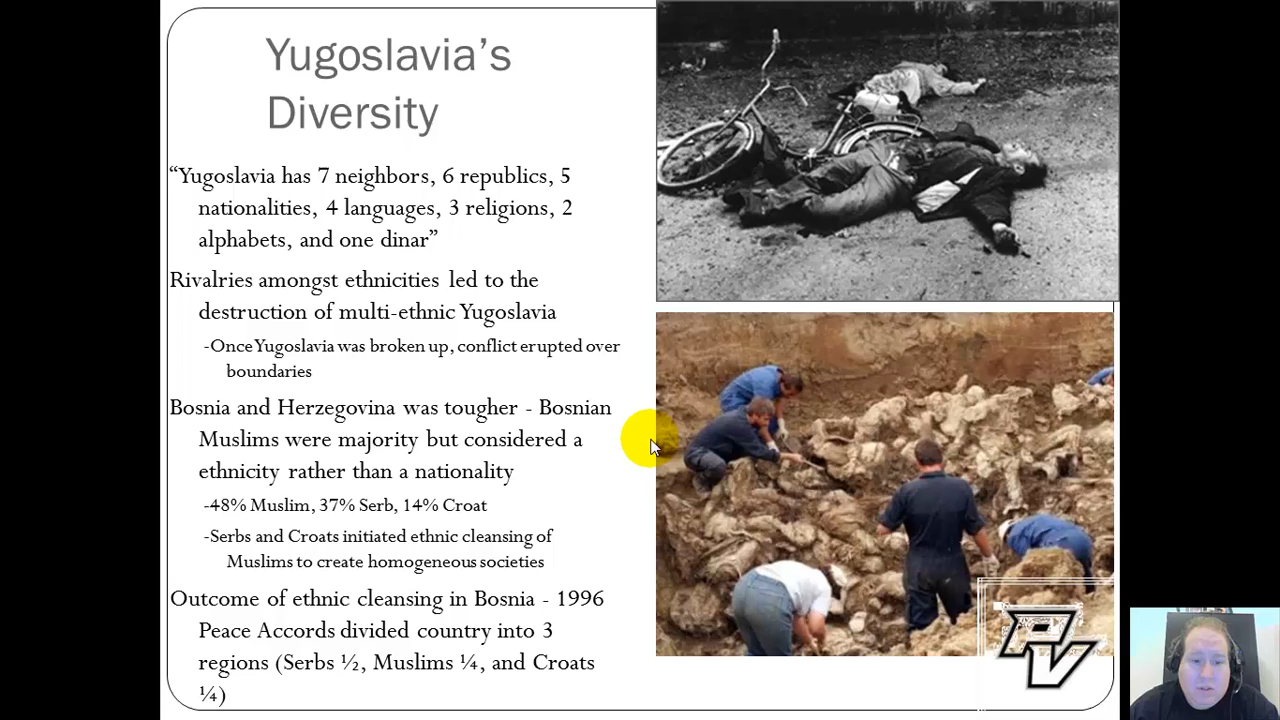 Yugoslavia’s
Diversity
“Yugoslavia has 7 neighbors, 6 republics, 5
nationalities, 4 languages, 3 religions, 2
alphabets, and one dinar”
Rivalries amongst ethnicities led to the
destruction of multi-ethnic Yugoslavia
-Once Yugoslavia was broken up, conflict erupted over
boundaries
Bosnia and Herzegovina was tougher - Bosnian
Muslims were majority but considered a
ethnicity rather than a nationality
-48% Muslim, 37% Serb, 14% Croat
-Serbs and Croats initiated ethnic cleansing of
Muslims to create homogeneous societies
Outcome of ethnic cleansing in Bosnia - 1996
Peace Accords divided country into 3
regions (Serbs ½, Muslims ¼, and Croats
¼)
PV